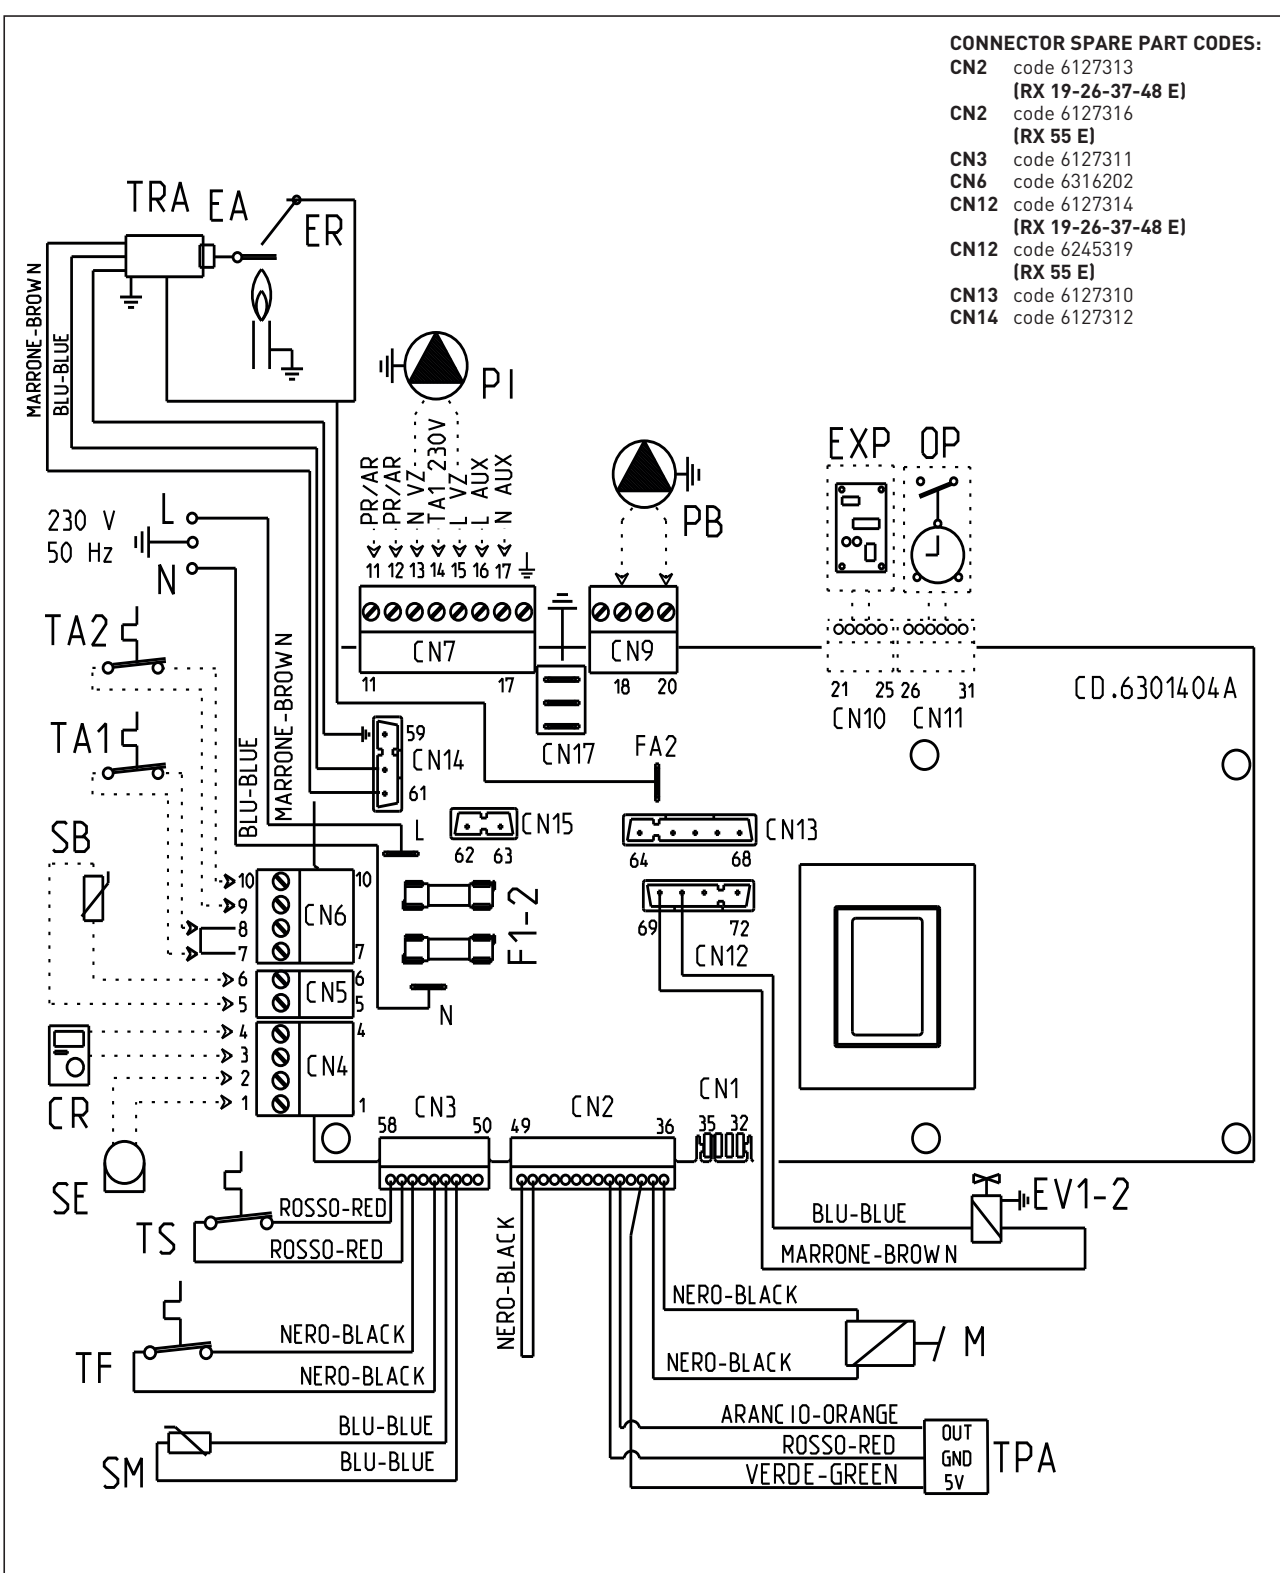 CONNECTOR SPARE PART CODES:
CN2 code 6127313
(RX 19-26-37-48 E)
CN2 code 6127316
(RX 55 E)
CN3 code 6127311
CN6 code 6316202
CN12 code 6127314
(RX 19-26-37-48 E)
CN12 code 6245319
(RX 55 E)
CN13 code 6127310
CN14 code 6127312
TRA EA
ER
MARRONE-BROWN
BLU-BLUE
PI
PR/AR
PR/AR
N VZ
TA1 230V
L VZ
L AUX
N AUX
11 12 13 14 15 16 17
CN7
11 17
PB
CN9
18 20
EXP OP
21 25 26 31
CN10 CN11
CD.6301404A
230 V
50 Hz
L
N
BLU-BLUE
MARRONE-BROWN
CN17
FA2
TA2
TA1
59
CN14
61
CN15
62 63
CN13
64 68
L
F1-2
N
69 72
CN12
SB
10 10
9
8
7 7
CN6
6 6
5 5
CN5
4 4
3
2
1 1
CN4
CR
SE
CN3
58 50
CN2
49 36
CN1
35 32
TS
ROSSO-RED
ROSSO-RED
TF
NERO-BLACK
NERO-BLACK
SM
BLU-BLUE
BLU-BLUE
NERO-BLACK
BLU-BLUE
MARRONE-BROWN
EV1-2
NERO-BLACK
NERO-BLACK
M
ARANCIO-ORANGE
ROSSO-RED
VERDE-GREEN
OUT
GND
5V
TPA